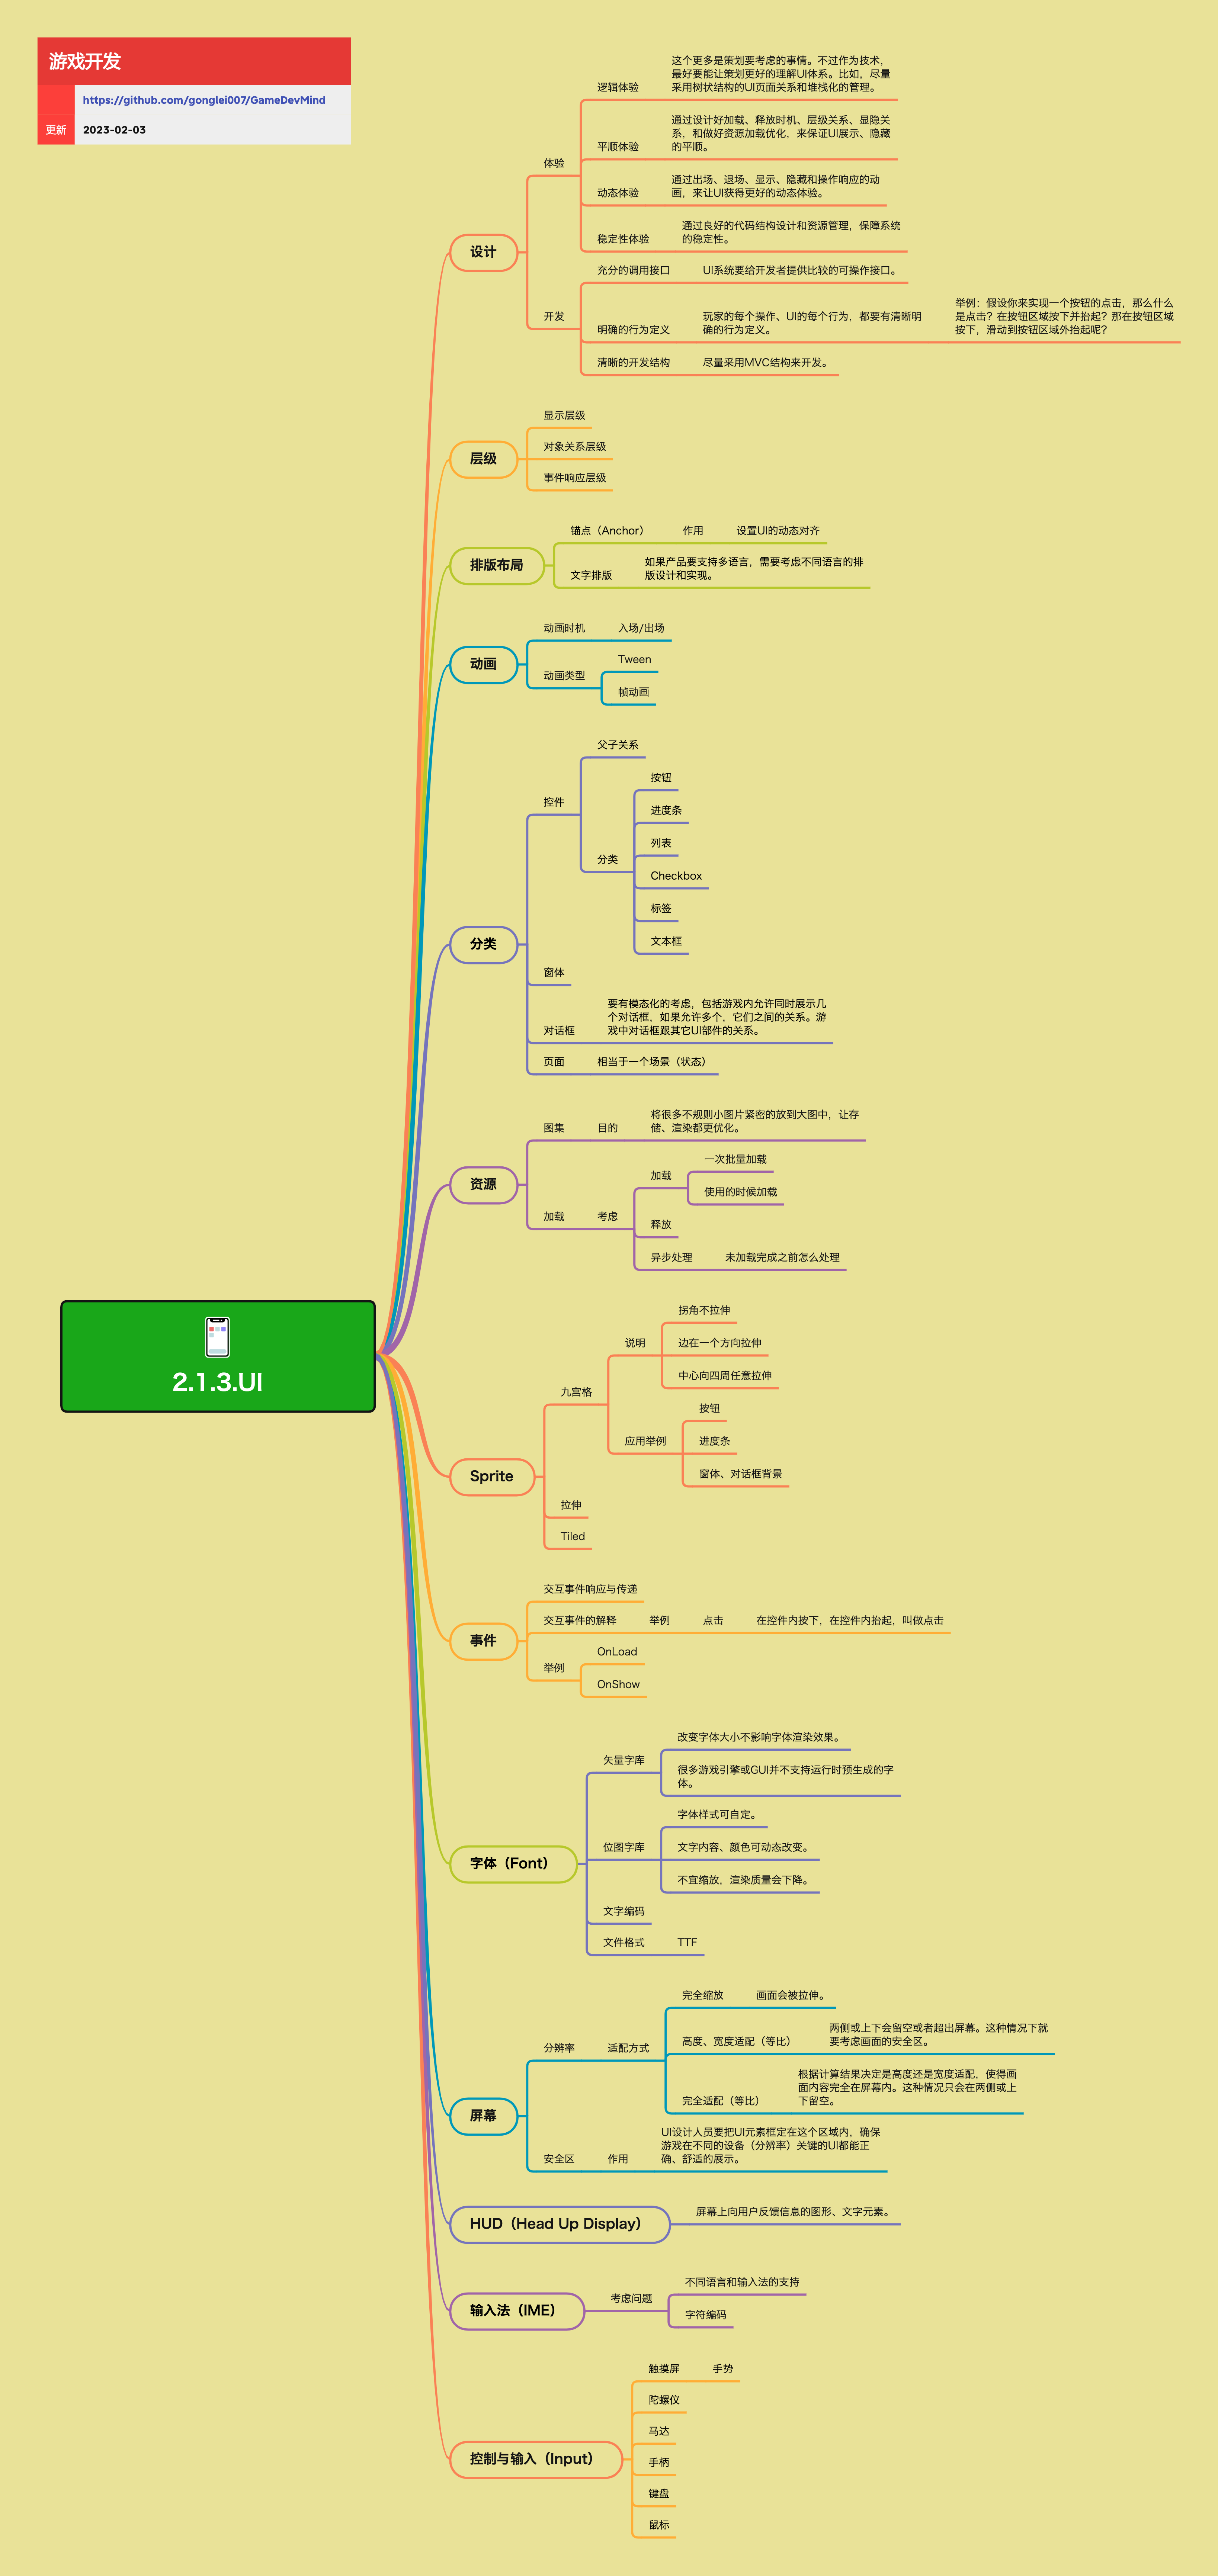 游戏开发
https://github.com/gonglei007/GameDevMind
更新
2023-02-03
2.1.3.UI
设计
体验
逻辑体验
这个更多是策划要考虑的事情。不过作为技术，
最好要能让策划更好的理解UI体系。比如，尽量
采用树状结构的UI页面关系和堆栈化的管理。
平顺体验
通过设计好加载、释放时机、层级关系、显隐关
系，和做好资源加载优化，来保证UI展示、隐藏
的平顺。
动态体验
通过出场、退场、显示、隐藏和操作响应的动
画，来让UI获得更好的动态体验。
稳定性体验
通过良好的代码结构设计和资源管理，保障系统
的稳定性。
开发
充分的调用接口
UI系统要给开发者提供比较的可操作接口。
明确的行为定义
玩家的每个操作、UI的每个行为，都要有清晰明
确的行为定义。
举例：假设你来实现一个按钮的点击，那么什么
是点击？在按钮区域按下并抬起？那在按钮区域
按下，滑动到按钮区域外抬起呢？
清晰的开发结构
尽量采用MVC结构来开发。
层级
显示层级
对象关系层级
事件响应层级
排版布局
锚点（Anchor）
作用
设置UI的动态对齐
文字排版
如果产品要支持多语言，需要考虑不同语言的排
版设计和实现。
动画
动画时机
入场/出场
动画类型
Tween
帧动画
分类
控件
父子关系
分类
按钮
进度条
列表
Checkbox
标签
文本框
窗体
对话框
要有模态化的考虑，包括游戏内允许同时展示几
个对话框，如果允许多个，它们之间的关系。游
戏中对话框跟其它UI部件的关系。
页面
相当于一个场景（状态）
资源
图集
目的
将很多不规则小图片紧密的放到大图中，让存
储、渲染都更优化。
加载
考虑
加载
一次批量加载
使用的时候加载
释放
异步处理
未加载完成之前怎么处理
Sprite
九宫格
说明
拐角不拉伸
边在一个方向拉伸
中心向四周任意拉伸
应用举例
按钮
进度条
窗体、对话框背景
拉伸
Tiled
事件
交互事件响应与传递
交互事件的解释
举例
点击
在控件内按下，在控件内抬起，叫做点击
举例
OnLoad
OnShow
字体（Font）
矢量字库
改变字体大小不影响字体渲染效果。
很多游戏引擎或GUI并不支持运行时预生成的字
体。
位图字库
字体样式可自定。
文字内容、颜色可动态改变。
不宜缩放，渲染质量会下降。
文字编码
文件格式
TTF
屏幕
分辨率
适配方式
完全缩放
画面会被拉伸。
高度、宽度适配（等比）
两侧或上下会留空或者超出屏幕。这种情况下就
要考虑画面的安全区。
完全适配（等比）
根据计算结果决定是高度还是宽度适配，使得画
面内容完全在屏幕内。这种情况只会在两侧或上
下留空。
安全区
作用
UI设计人员要把UI元素框定在这个区域内，确保
游戏在不同的设备（分辨率）关键的UI都能正
确、舒适的展示。
HUD（Head Up Display）
屏幕上向用户反馈信息的图形、文字元素。
输入法（IME）
考虑问题
不同语言和输入法的支持
字符编码
控制与输入（Input）
触摸屏
手势
陀螺仪
马达
手柄
键盘
鼠标